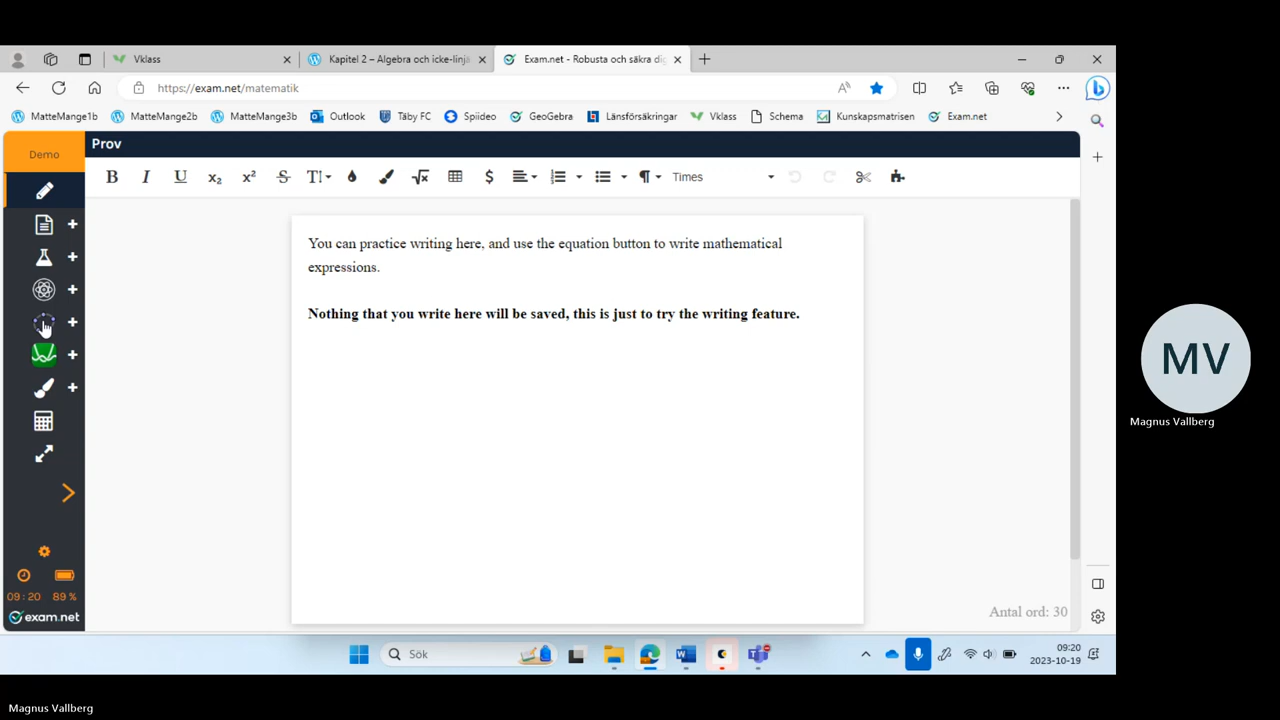 Vklass
Kapitel 2 – Algebra och icke-linjä
Exam.net - Robusta och säkra dig
https://exam.net/matematik
MatteMange1b
MatteMange2b
MatteMange3b
Outlook
Täby FC
Spiideo
GeoGebra
Länsförsäkringar
Vklass
Schema
Kunskapsmatrisen
Exam.net
Demo
Prov
B I U x₂ x² S T
Times
You can practice writing here, and use the equation button to write mathematical
expressions.
Nothing that you write here will be saved, this is just to try the writing feature.
MV
Magnus Vallberg
09:20 89 %
exam.net
Antal ord: 30
Sök
09:20
2023-10-19
Magnus Vallberg